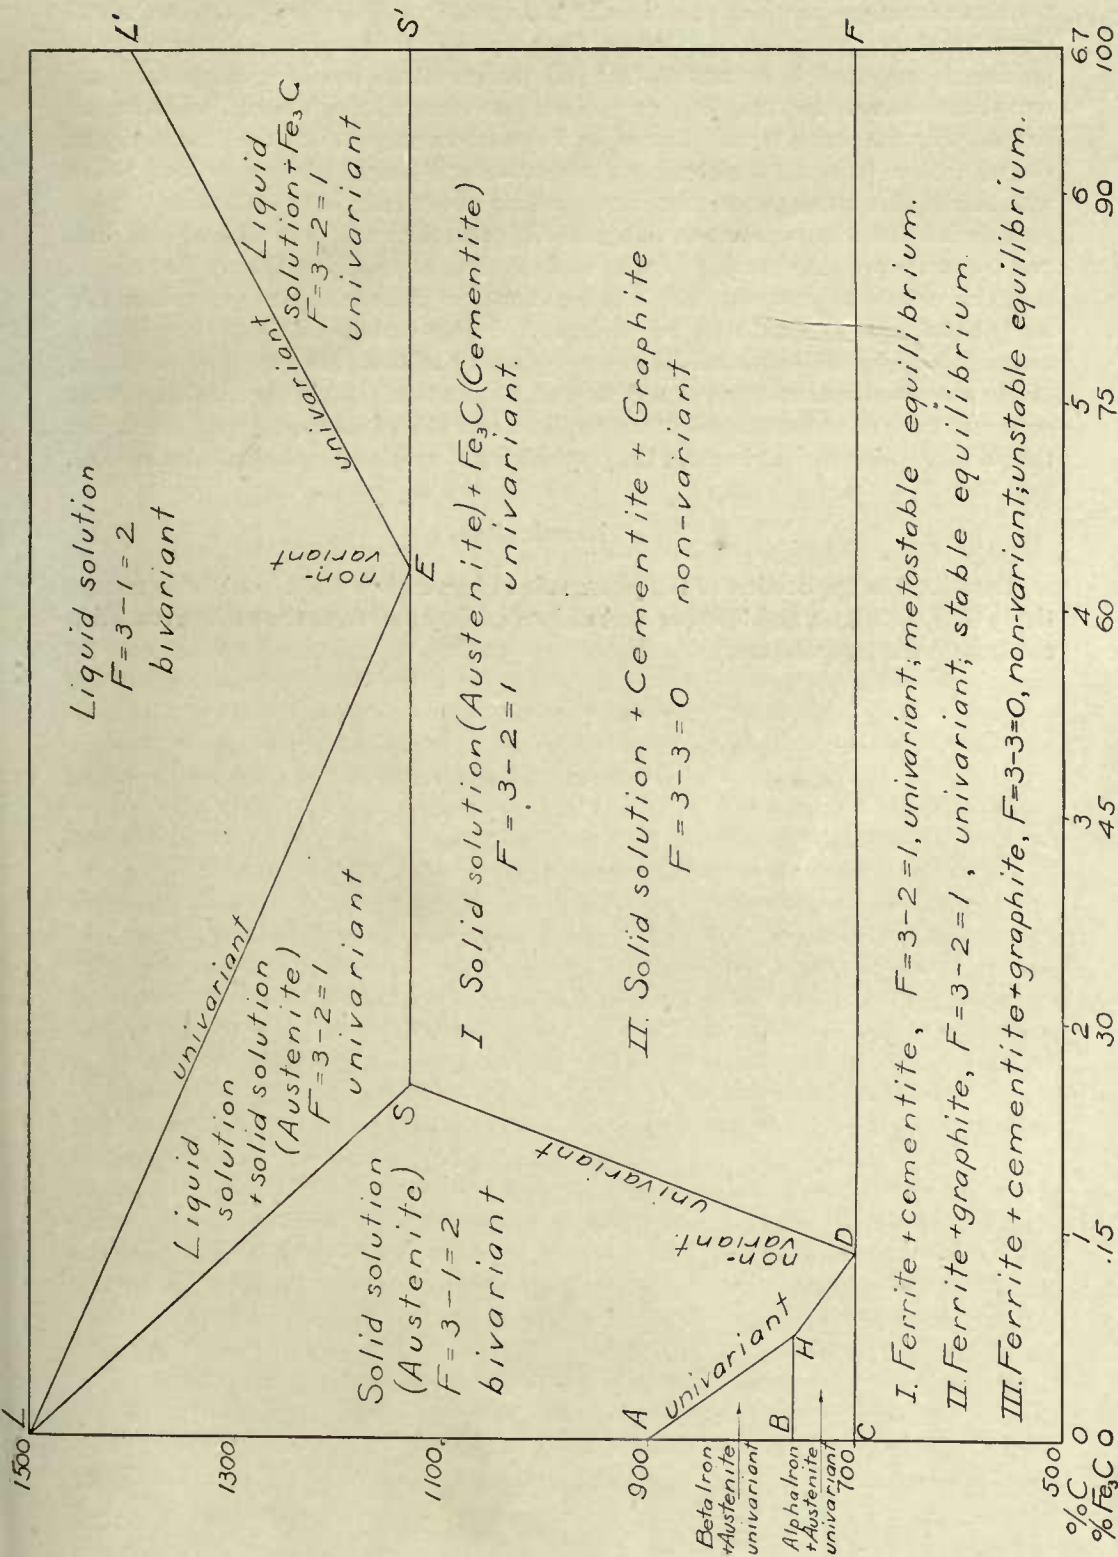 L
L'
1500
Liquid solution
F=3-1=2
bivariant
univariant
univariant
Liquid
solution
+solid solution
(Austenite)
F=3-2=1
univariant
Liquid
solution+Fe₃C
F=3-2=1
univariant
1300
non-
variant
1100.
S
E
S'
Solid solution
(Austenite)
F=3-1=2
bivariant
I Solid solution(Austenite)+Fe₃C(Cementite)
F=3-2=1 univariant.
univariant
II. Solid solution + Cementite + Graphite
F=3-3=0 non-variant
900
A
univariant
non-
variant.
Beta Iron
+Austenite
univariant
B
H
Alpha Iron
+Austenite
univariant
700
C
D
F
I. Ferrite+cementite, F=3-2=1, univariant; metastable equilibrium.
II. Ferrite+graphite, F=3-2=1, univariant; stable equilibrium.
III. Ferrite+cementite+graphite, F=3-3=0, non-variant; unstable equilibrium.
500
%C 0 1 2 3 4 5 6 6.7
%Fe₃C 0 .15 30 45 60 75 90 100